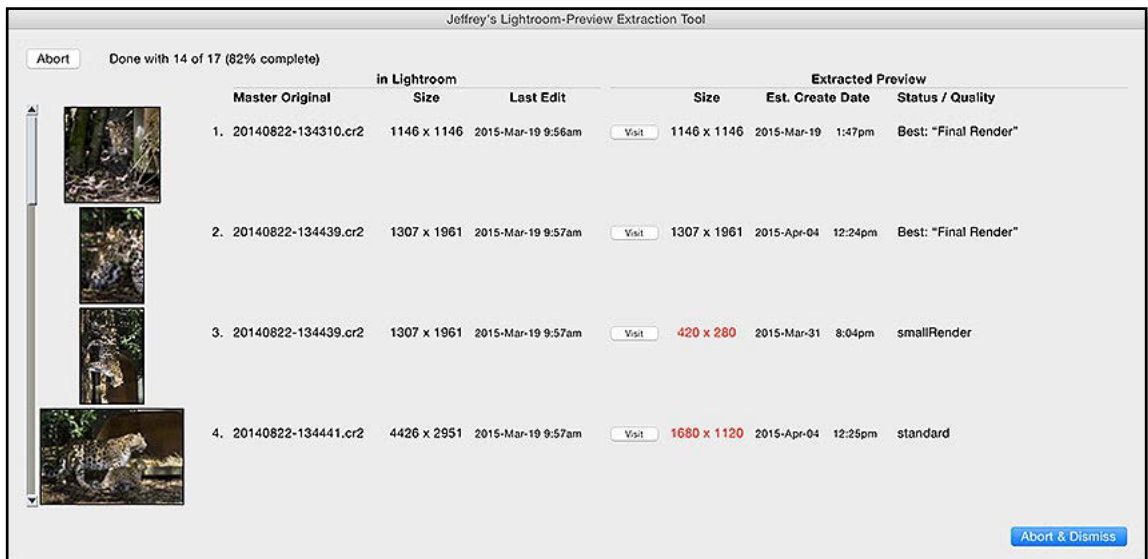 Jeffrey's Lightroom-Preview Extraction Tool
Abort Done with 14 of 17 (82% complete)
in Lightroom Extracted Preview
Master Original Size Last Edit Size Est. Create Date Status / Quality
1. 20140822-134310.cr2 1146 x 1146 2015-Mar-19 9:56am Visit 1146 x 1146 2015-Mar-19 1:47pm Best: “Final Render”
2. 20140822-134439.cr2 1307 x 1961 2015-Mar-19 9:57am Visit 1307 x 1961 2015-Apr-04 12:24pm Best: “Final Render”
3. 20140822-134439.cr2 1307 x 1961 2015-Mar-19 9:57am Visit 420 x 280 2015-Mar-31 8:04pm smallRender
4. 20140822-134441.cr2 4426 x 2951 2015-Mar-19 9:57am Visit 1680 x 1120 2015-Apr-04 12:25pm standard
Abort & Dismiss